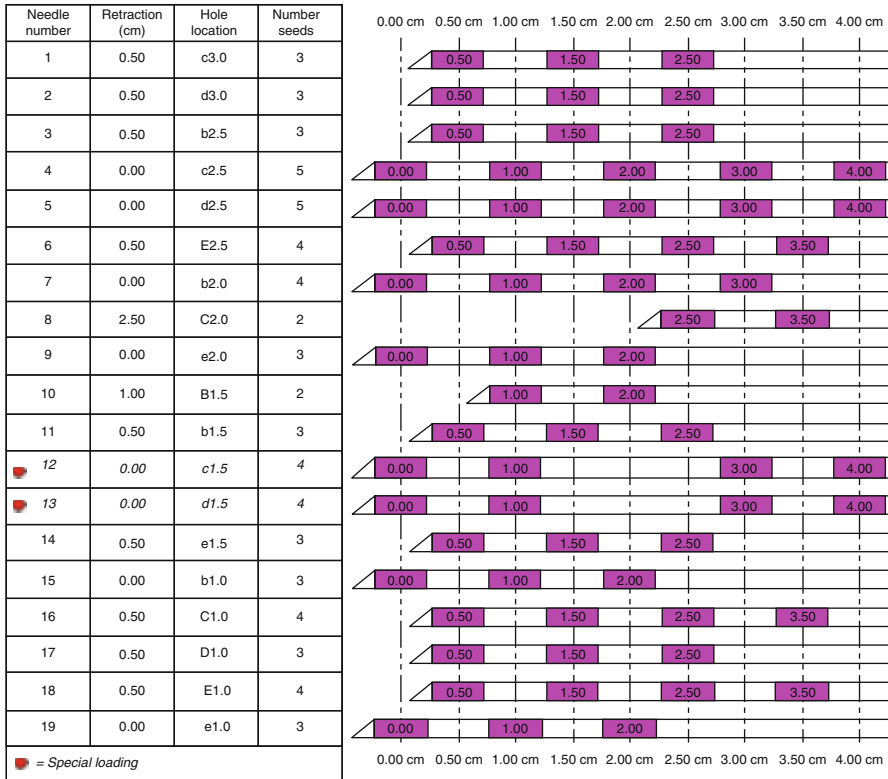 Needle number Retraction (cm) Hole location Number seeds
0.00 cm 0.50 cm 1.00 cm 1.50 cm 2.00 cm 2.50 cm 3.00 cm 3.50 cm 4.00 cm
1 0.50 c3.0 3 0.50 1.50 2.50
2 0.50 d3.0 3 0.50 1.50 2.50
3 0.50 b2.5 3 0.50 1.50 2.50
4 0.00 c2.5 5 0.00 1.00 2.00 3.00 4.00
5 0.00 d2.5 5 0.00 1.00 2.00 3.00 4.00
6 0.50 E2.5 4 0.50 1.50 2.50 3.50
7 0.00 b2.0 4 0.00 1.00 2.00 3.00
8 2.50 C2.0 2 2.50 3.50
9 0.00 e2.0 3 0.00 1.00 2.00
10 1.00 B1.5 2 1.00 2.00
11 0.50 b1.5 3 0.50 1.50 2.50
12 0.00 c1.5 4 0.00 1.00 3.00 4.00
13 0.00 d1.5 4 0.00 1.00 3.00 4.00
14 0.50 e1.5 3 0.50 1.50 2.50
15 0.00 b1.0 3 0.00 1.00 2.00
16 0.50 C1.0 4 0.50 1.50 2.50 3.50
17 0.50 D1.0 3 0.50 1.50 2.50
18 0.50 E1.0 4 0.50 1.50 2.50 3.50
19 0.00 e1.0 3 0.00 1.00 2.00
= Special loading
0.00 cm 0.50 cm 1.00 cm 1.50 cm 2.00 cm 2.50 cm 3.00 cm 3.50 cm 4.00 cm